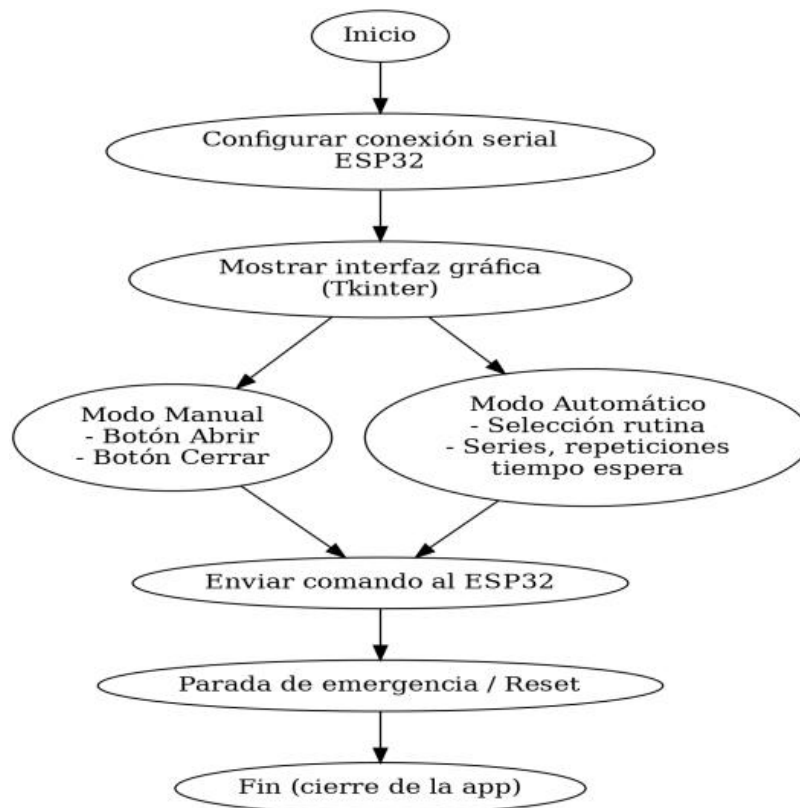 Inicio
Configurar conexión serial
ESP32
Mostrar interfaz gráfica
(Tkinter)
Modo Manual
- Botón Abrir
- Botón Cerrar
Modo Automático
- Selección rutina
- Series, repeticiones
tiempo espera
Enviar comando al ESP32
Parada de emergencia / Reset
Fin (cierre de la app)